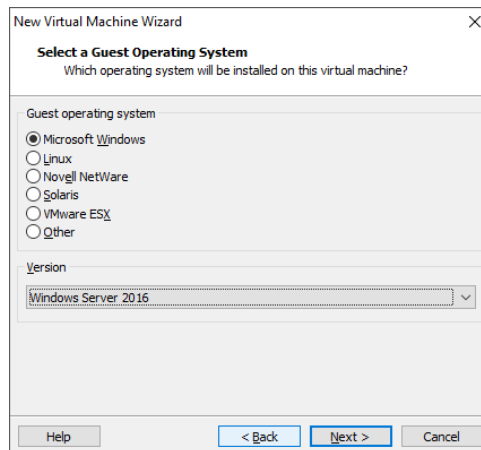 New Virtual Machine Wizard
Select a Guest Operating System
Which operating system will be installed on this virtual machine?
Guest operating system
Microsoft Windows
Linux
Novell NetWare
Solaris
VMware ESX
Other
Version
Windows Server 2016
Help
< Back
Next >
Cancel